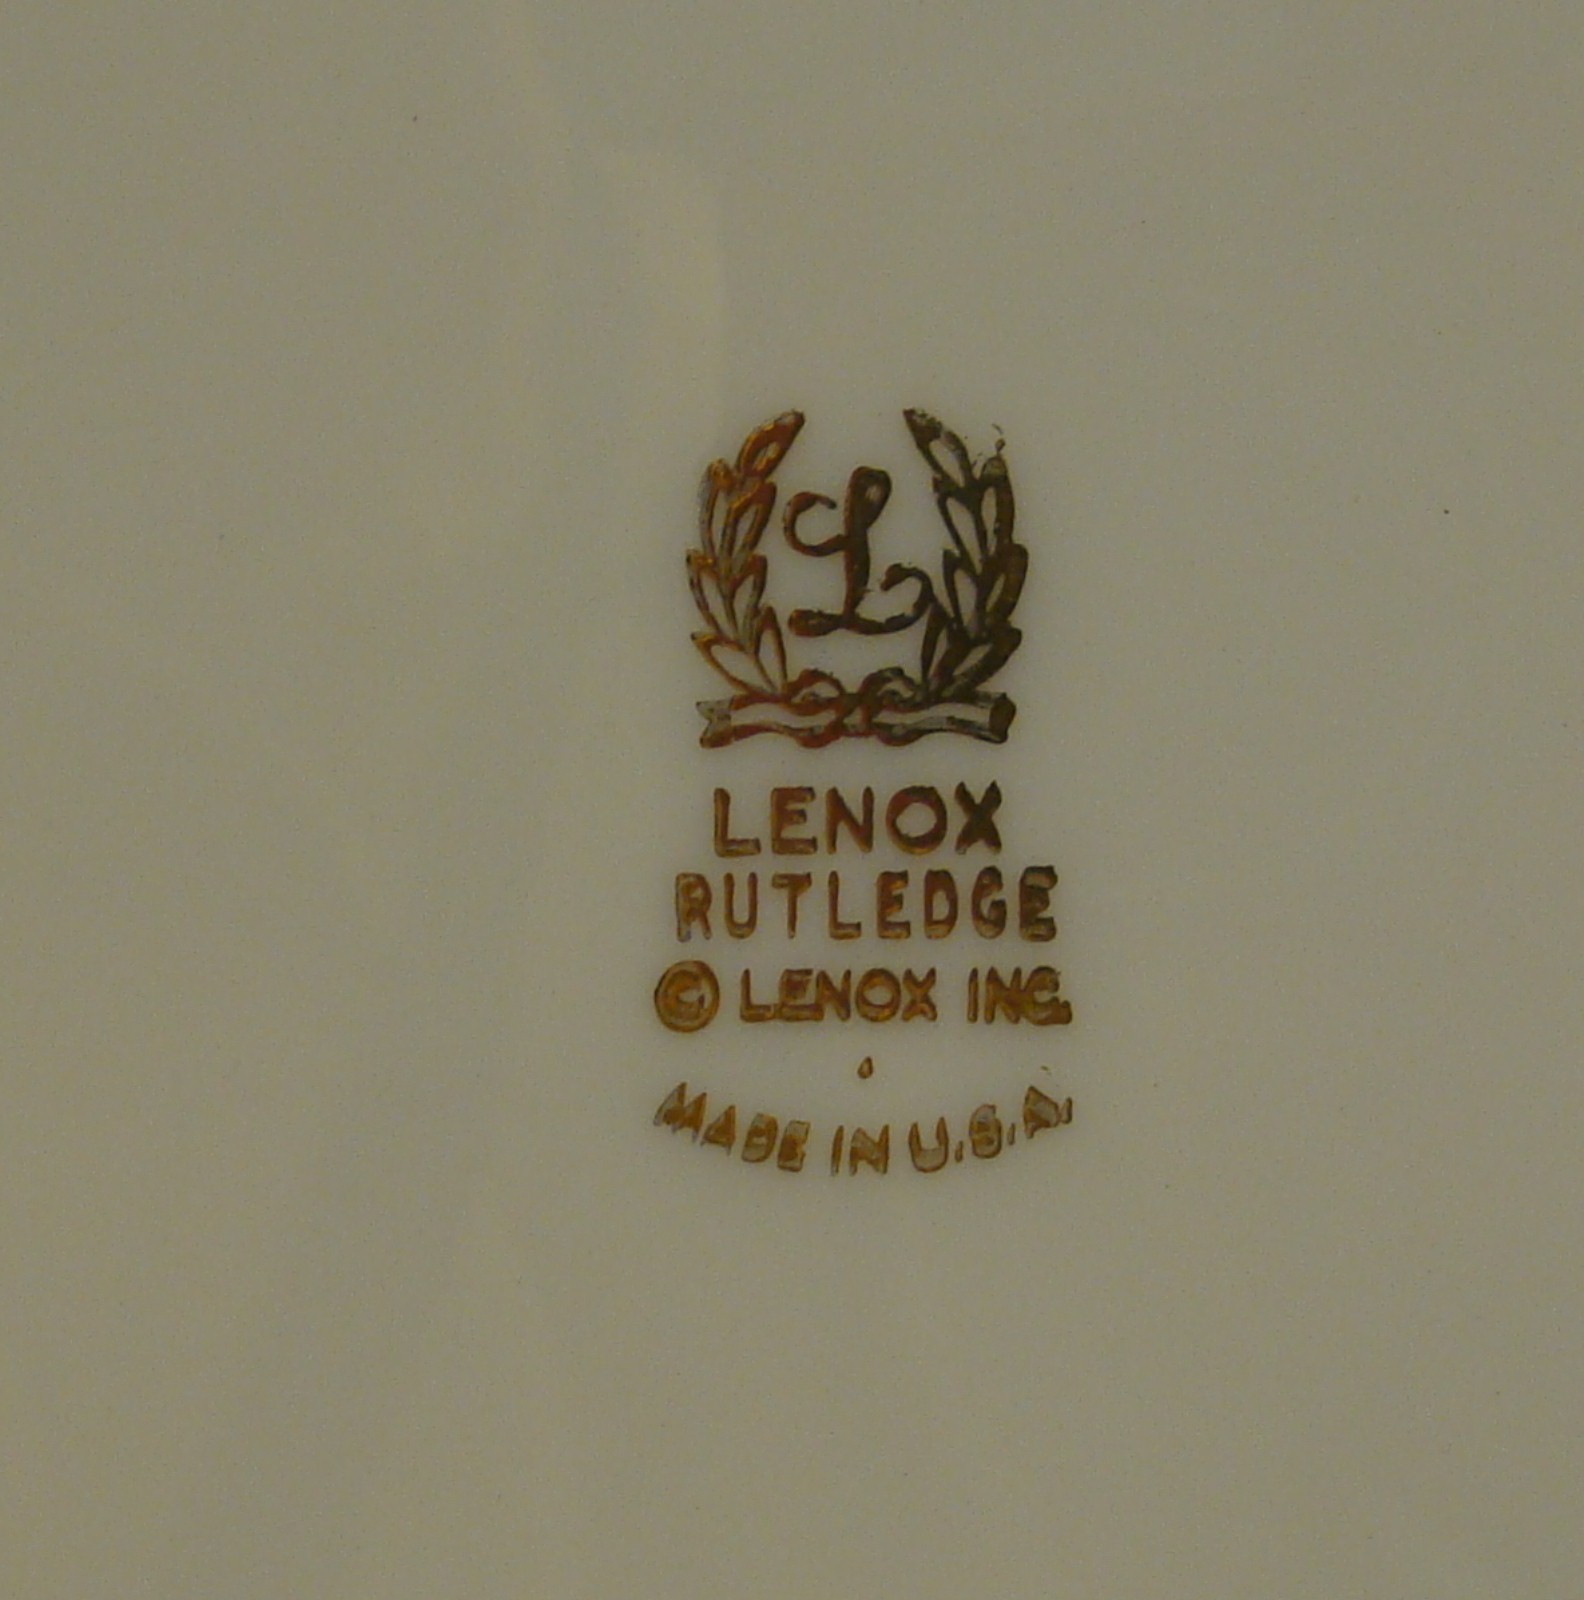 L
LENOX
RUTLEDGE
© LENOX INC.
MADE IN U.S.A.